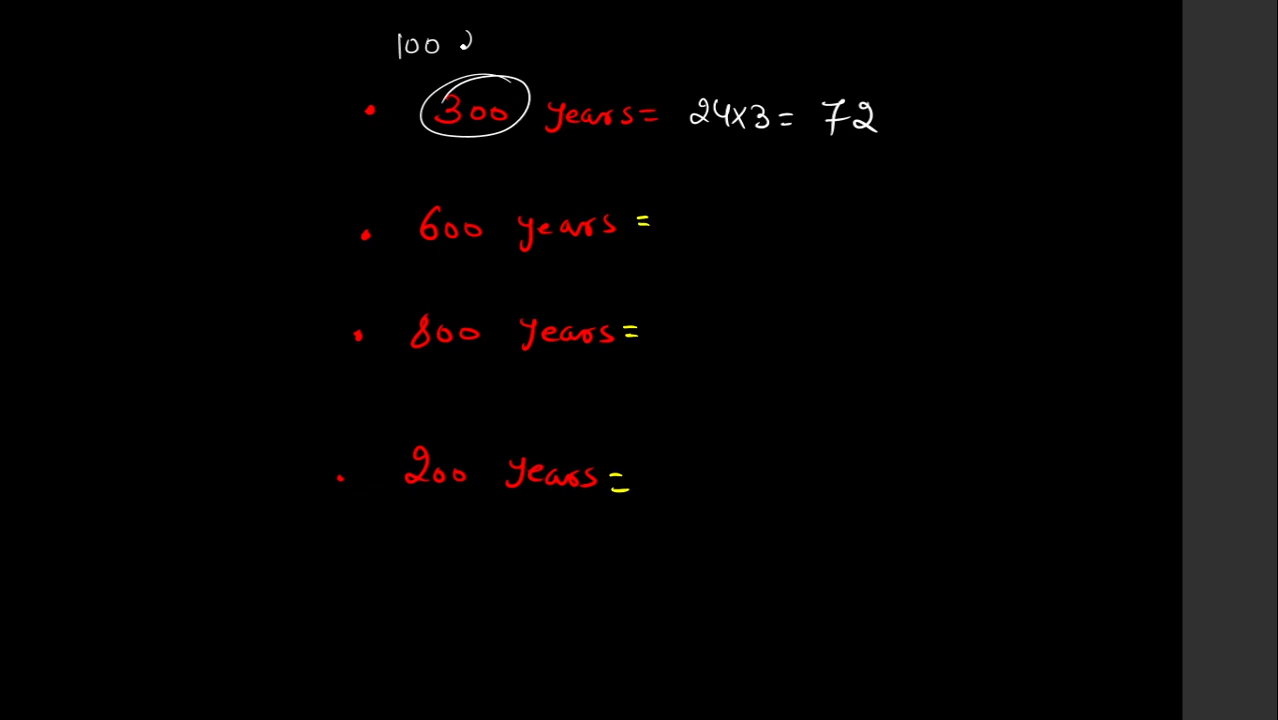 100
• 300 years = 24x3 = 72
• 600 years =
• 800 years =
• 200 years =